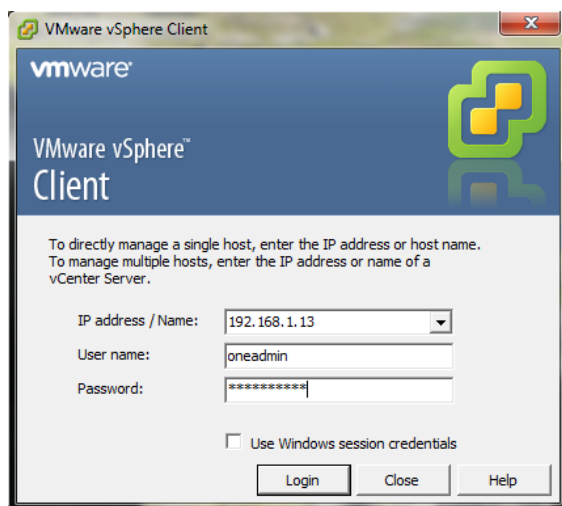 VMware vSphere Client
vmware®
VMware vSphere™
Client
To directly manage a single host, enter the IP address or host name.
To manage multiple hosts, enter the IP address or name of a
vCenter Server.
IP address / Name: 192.168.1.13
User name: oneadmin
Password: **********
Use Windows session credentials
Login Close Help